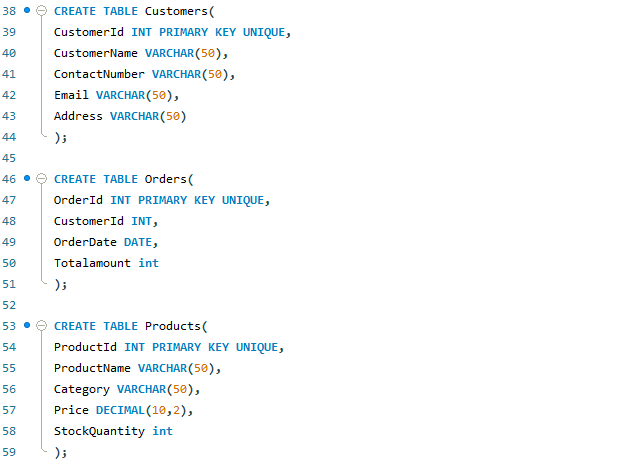 38 CREATE TABLE Customers(
39 CustomerId INT PRIMARY KEY UNIQUE,
40 CustomerName VARCHAR(50),
41 ContactNumber VARCHAR(50),
42 Email VARCHAR(50),
43 Address VARCHAR(50)
44 );
45
46 CREATE TABLE Orders(
47 OrderId INT PRIMARY KEY UNIQUE,
48 CustomerId INT,
49 OrderDate DATE,
50 Totalamount int
51 );
52
53 CREATE TABLE Products(
54 ProductId INT PRIMARY KEY UNIQUE,
55 ProductName VARCHAR(50),
56 Category VARCHAR(50),
57 Price DECIMAL(10,2),
58 StockQuantity int
59 );